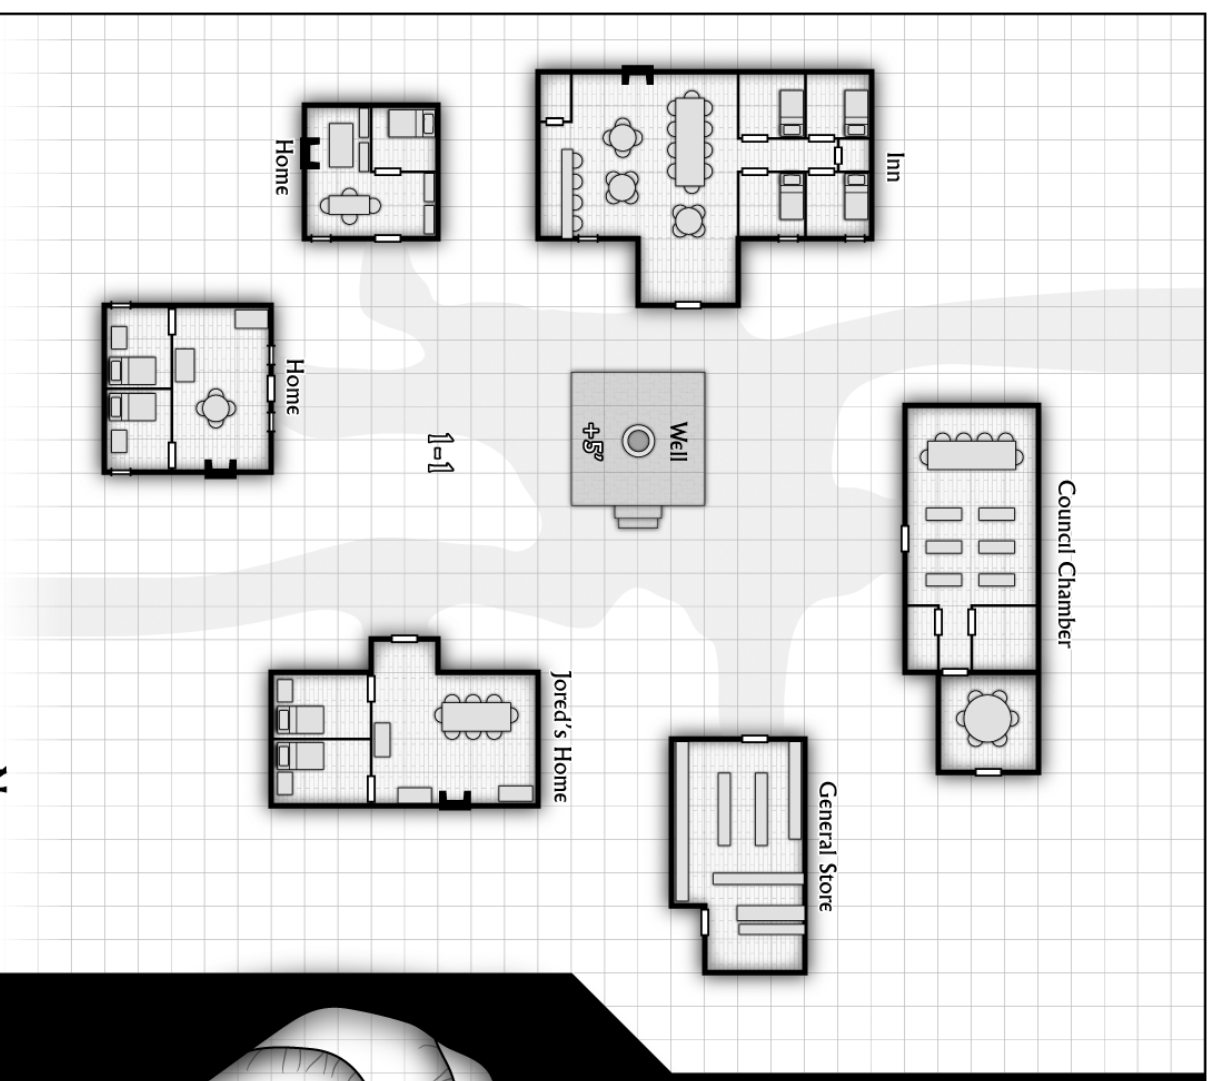 Home
Inn
Home
1-1
+5'
Well
Council Chamber
Jored's Home
General Store